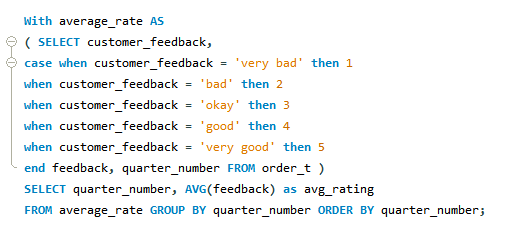 With average_rate AS
( SELECT customer_feedback,
case when customer_feedback = 'very bad' then 1
when customer_feedback = 'bad' then 2
when customer_feedback = 'okay' then 3
when customer_feedback = 'good' then 4
when customer_feedback = 'very good' then 5
end feedback, quarter_number FROM order_t )
SELECT quarter_number, AVG(feedback) as avg_rating
FROM average_rate GROUP BY quarter_number ORDER BY quarter_number;